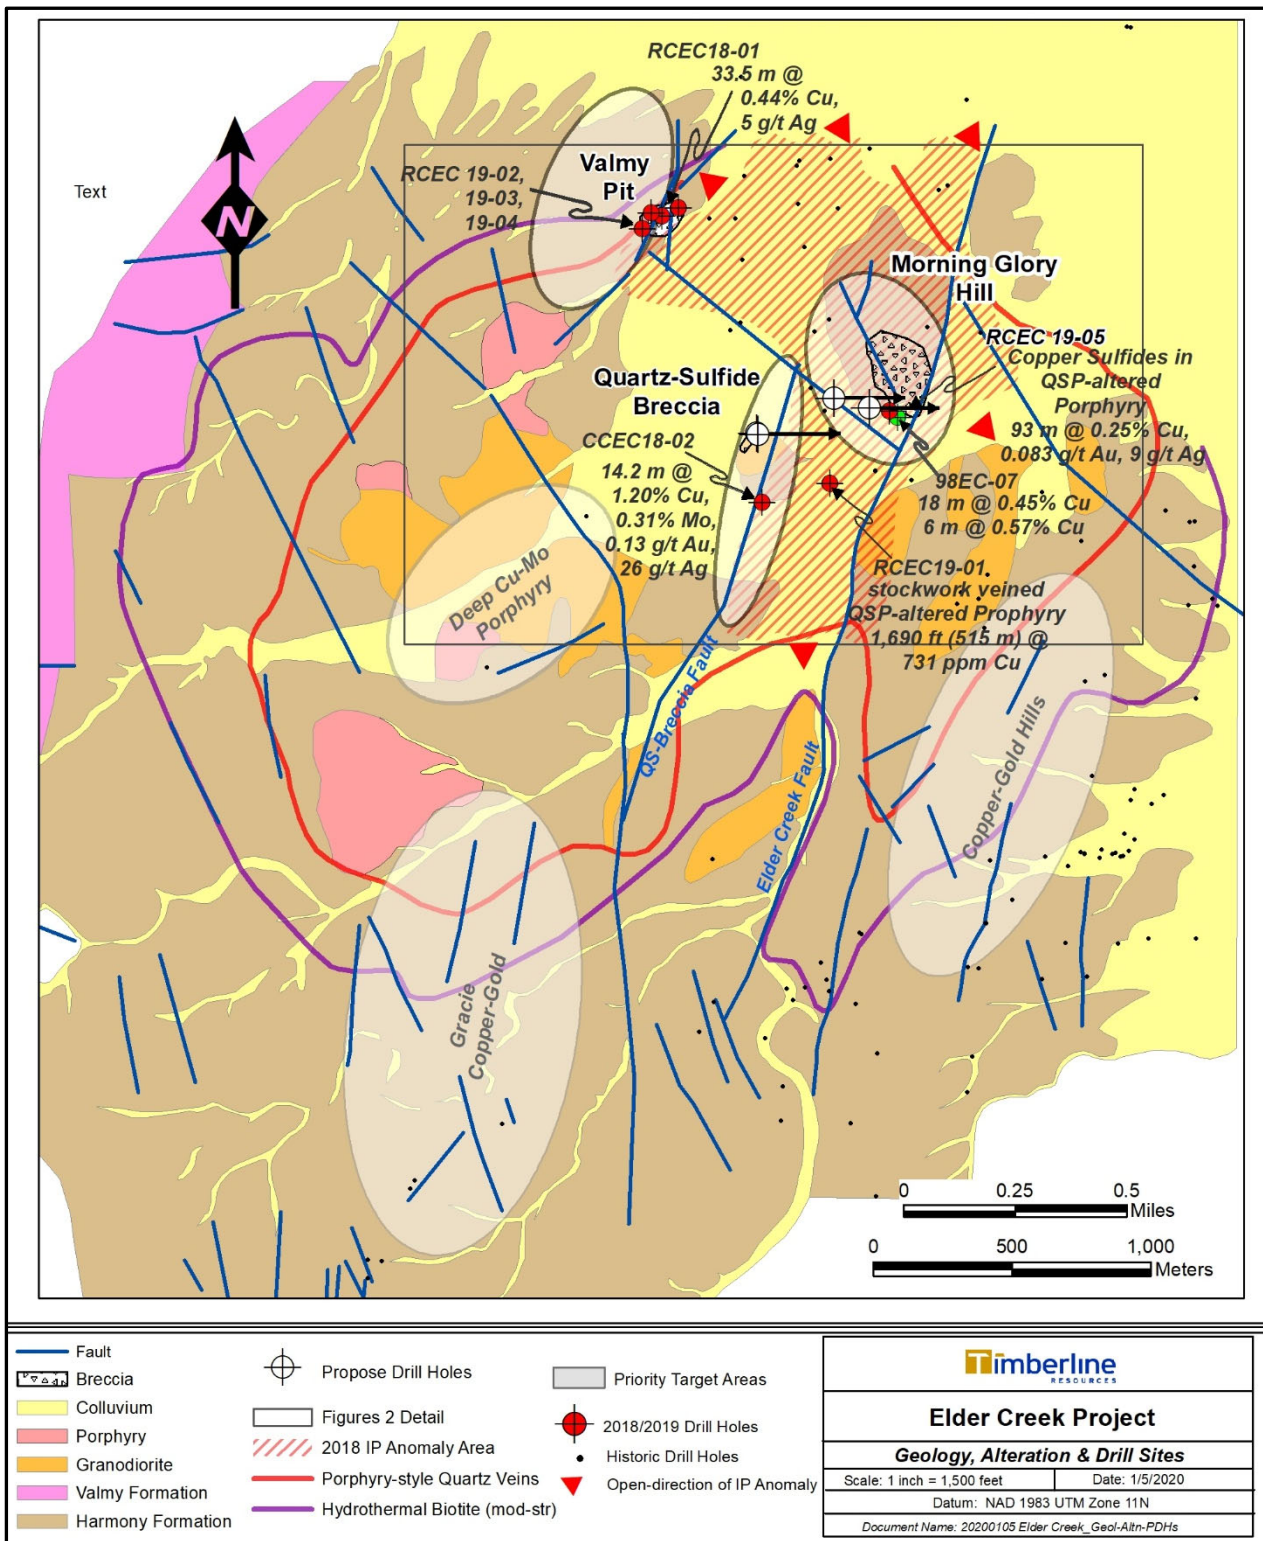 RCEC18-01
33.5 m @
0.44% Cu,
5 g/t Ag
Text
N
Valmy
Pit
RCEC 19-02,
19-03,
19-04
Morning Glory
Hill
RCEC 19-05
Copper Sulfides in
QSP-altered
Porphyry
93 m @ 0.25% Cu,
0.083 g/t Au, 9 g/t Ag
Quartz-Sulfide
Breccia
CCEC18-02
14.2 m @
1.20% Cu,
0.31% Mo,
0.13 g/t Au,
26 g/t Ag
98EC-07
18 m @ 0.45% Cu
6 m @ 0.57% Cu
RCEC19-01,
stockwork veined
QSP-altered Prophyry
1,690 ft (515 m) @
731 ppm Cu
Deep Cu-Mo
Porphyry
QS-Breccia Fault
Elder Creek Fault
Copper-Gold Hills
Gracie
Copper-Gold
0 0.25 0.5
Miles
0 500 1,000
Meters
Fault
Breccia
Colluvium
Porphyry
Granodiorite
Valmy Formation
Harmony Formation
Propose Drill Holes
Figures 2 Detail
2018 IP Anomaly Area
Porphyry-style Quartz Veins
Hydrothermal Biotite (mod-str)
Priority Target Areas
2018/2019 Drill Holes
Historic Drill Holes
Open-direction of IP Anomaly
Timberline
RESOURCES
Elder Creek Project
Geology, Alteration & Drill Sites
Scale: 1 inch = 1,500 feet
Date: 1/5/2020
Datum: NAD 1983 UTM Zone 11N
Document Name: 20200105 Elder Creek_Geol-Altn-PDHs